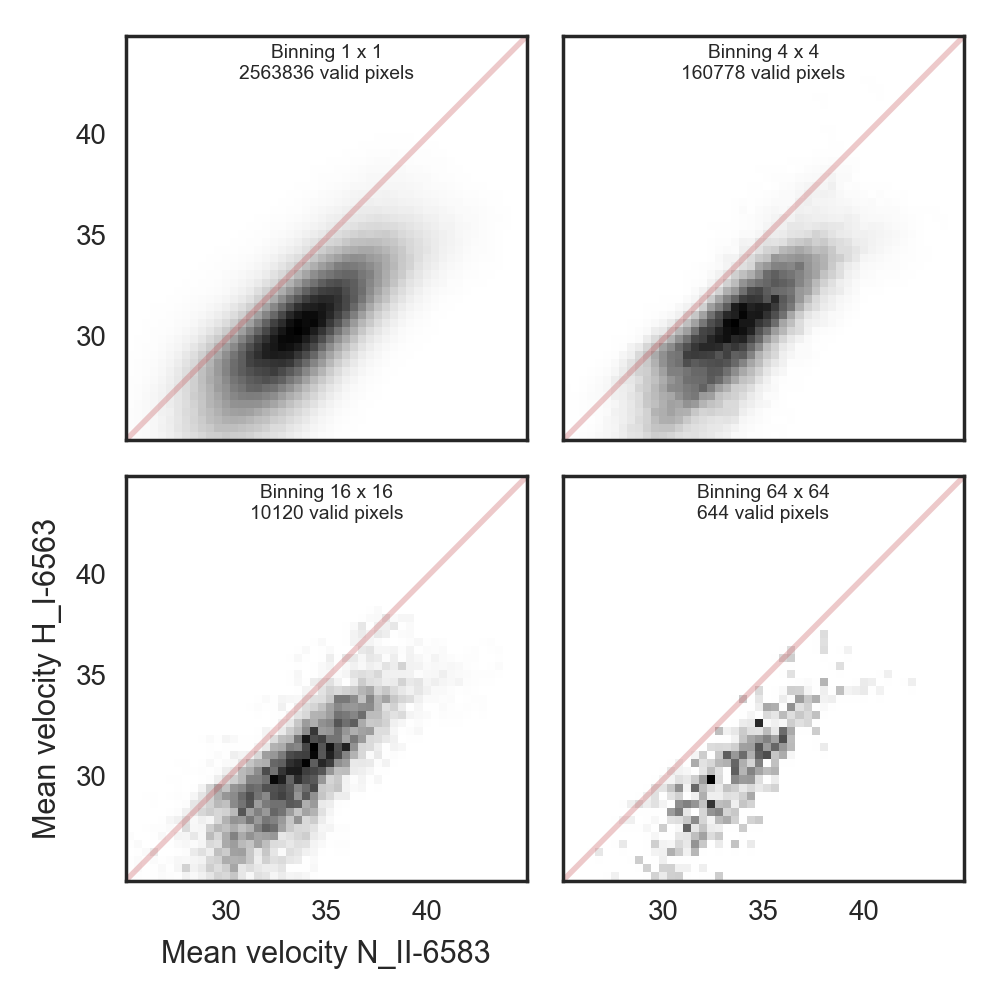 Binning 1 x 1
2563836 valid pixels
Binning 4 x 4
160778 valid pixels
40
35
30
Binning 16 x 16
10120 valid pixels
Binning 64 x 64
644 valid pixels
40
35
30
Mean velocity H_I-6563
30 35 40
30 35 40
Mean velocity N_II-6583